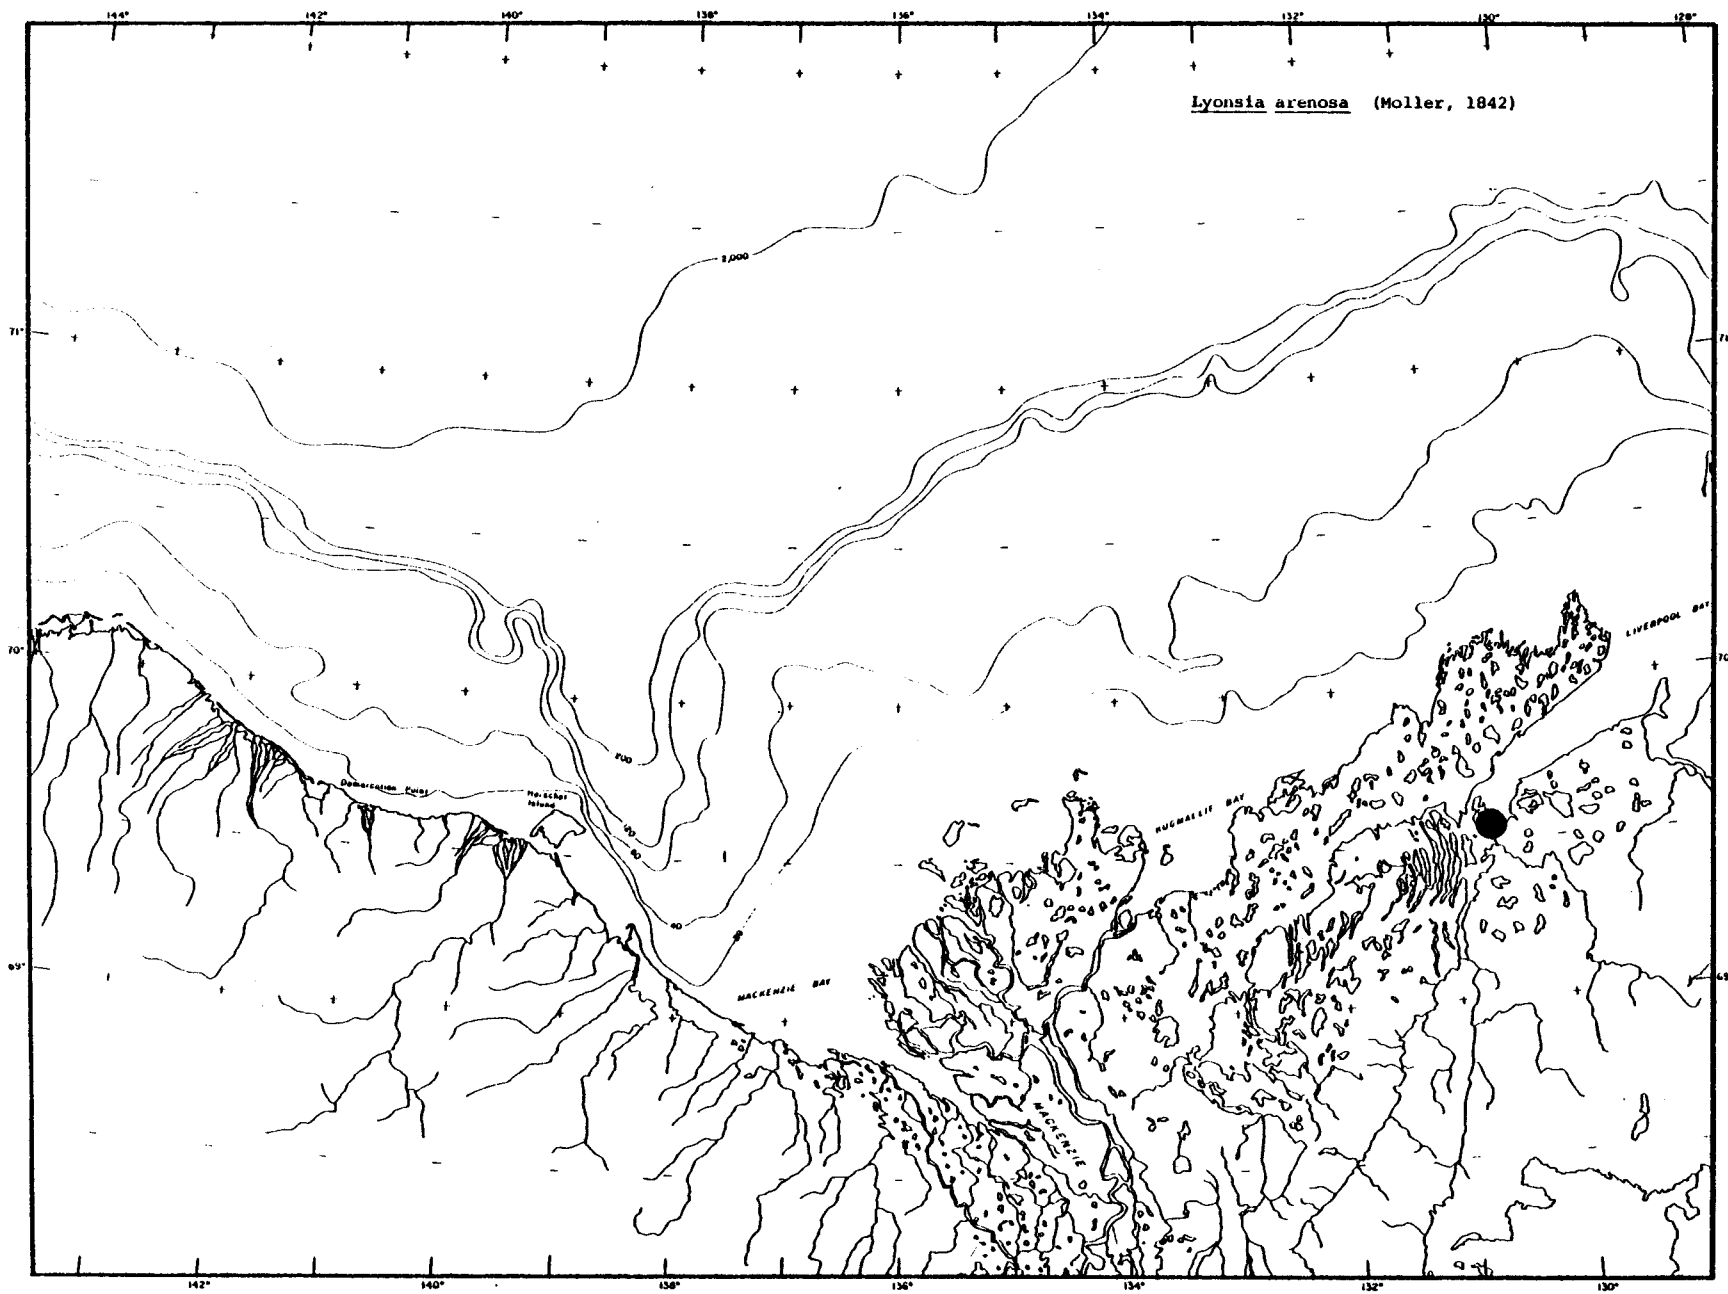 144° 142° 140° 138° 136° 134° 132° 130° 128°
Lyonsia arenosa (Moller, 1842)
2,000
71°
70°
LIVERPOOL BAY
200
Demarcation Point
Herschel
Island
KUGMALLIT BAY
60
40
69°
MACKENZIE BAY
MACKENZIE
142° 140° 138° 136° 134° 132° 130°